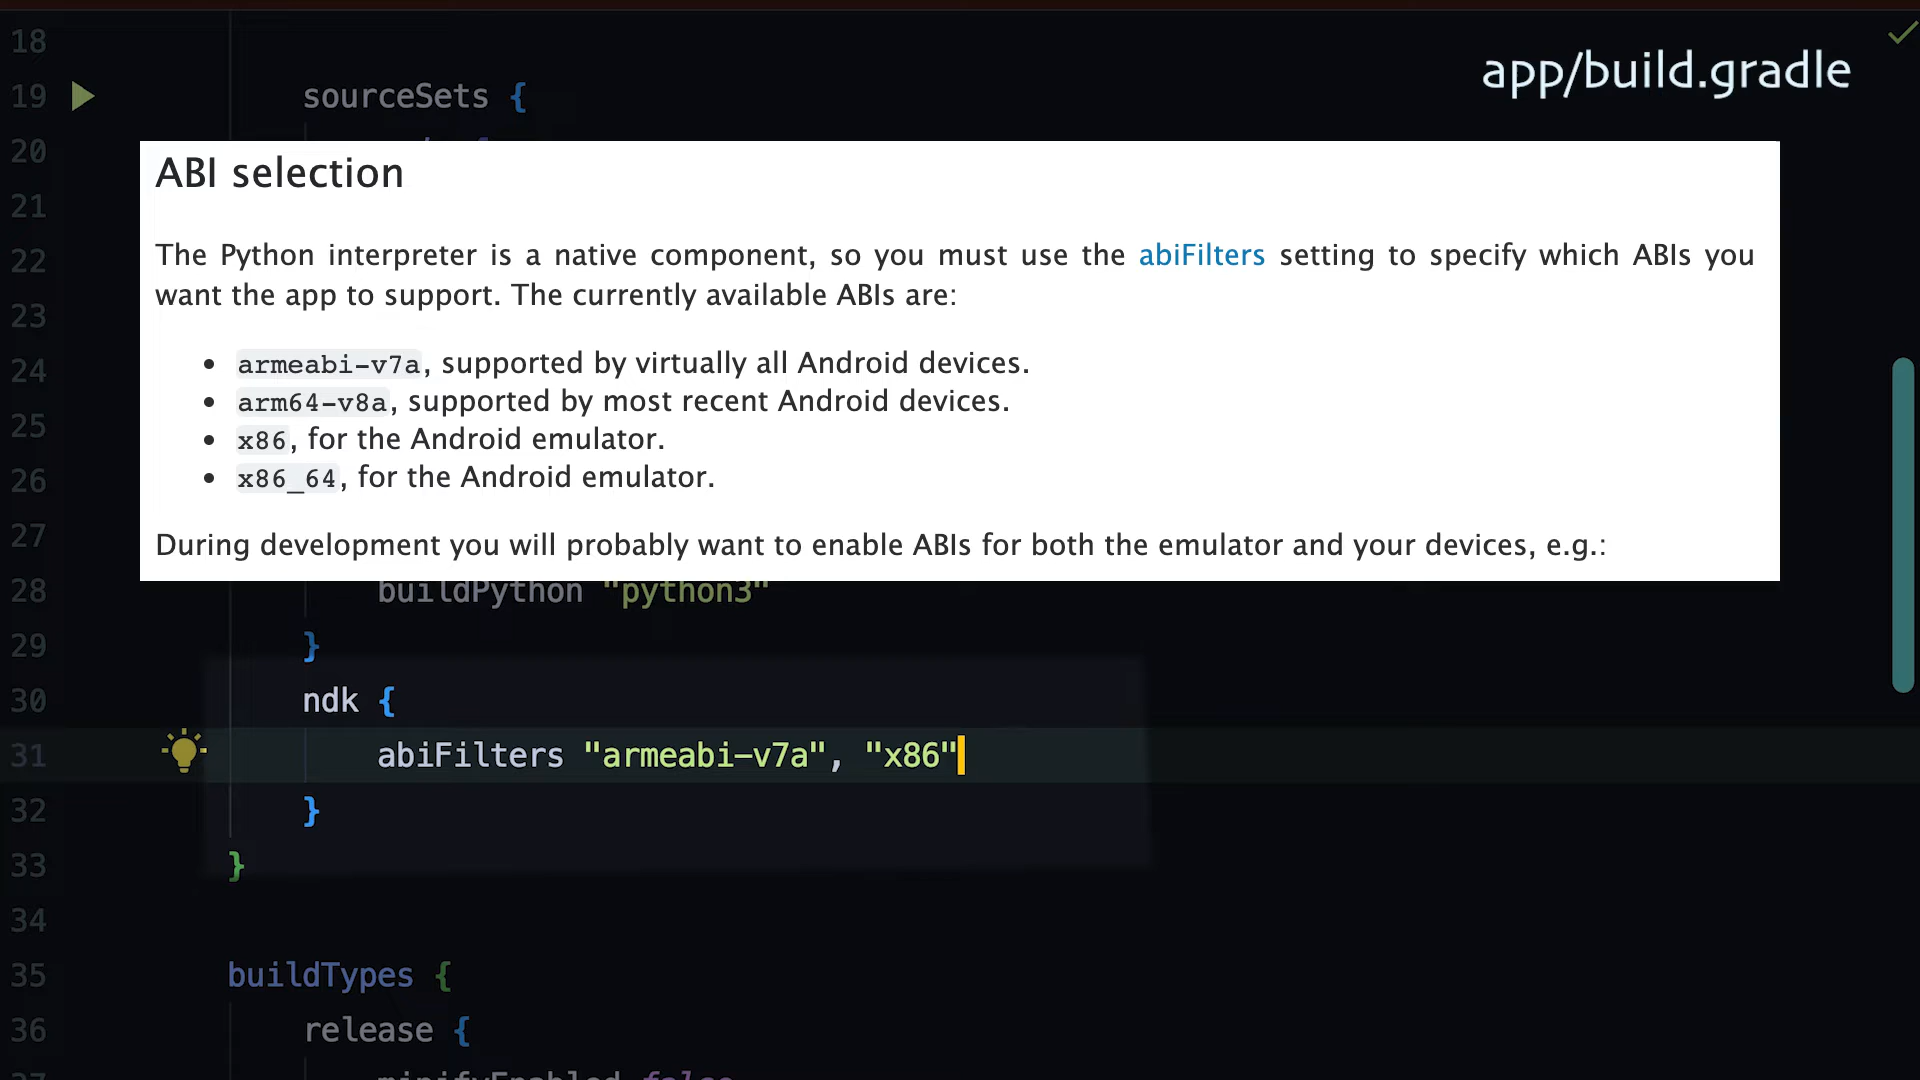 18
app/build.gradle
19 sourceSets {
20
ABI selection
21
22 The Python interpreter is a native component, so you must use the abiFilters setting to specify which ABIs you
23 want the app to support. The currently available ABIs are:
24 • armeabi-v7a, supported by virtually all Android devices.
25 • arm64-v8a, supported by most recent Android devices.
• x86, for the Android emulator.
26 • x86_64, for the Android emulator.
27 During development you will probably want to enable ABIs for both the emulator and your devices, e.g.:
28 buildPython "python3"
29 }
30 ndk {
31 abiFilters "armeabi-v7a", "x86"
32 }
33 }
34
35 buildTypes {
36 release {
37 minifyEnabled false